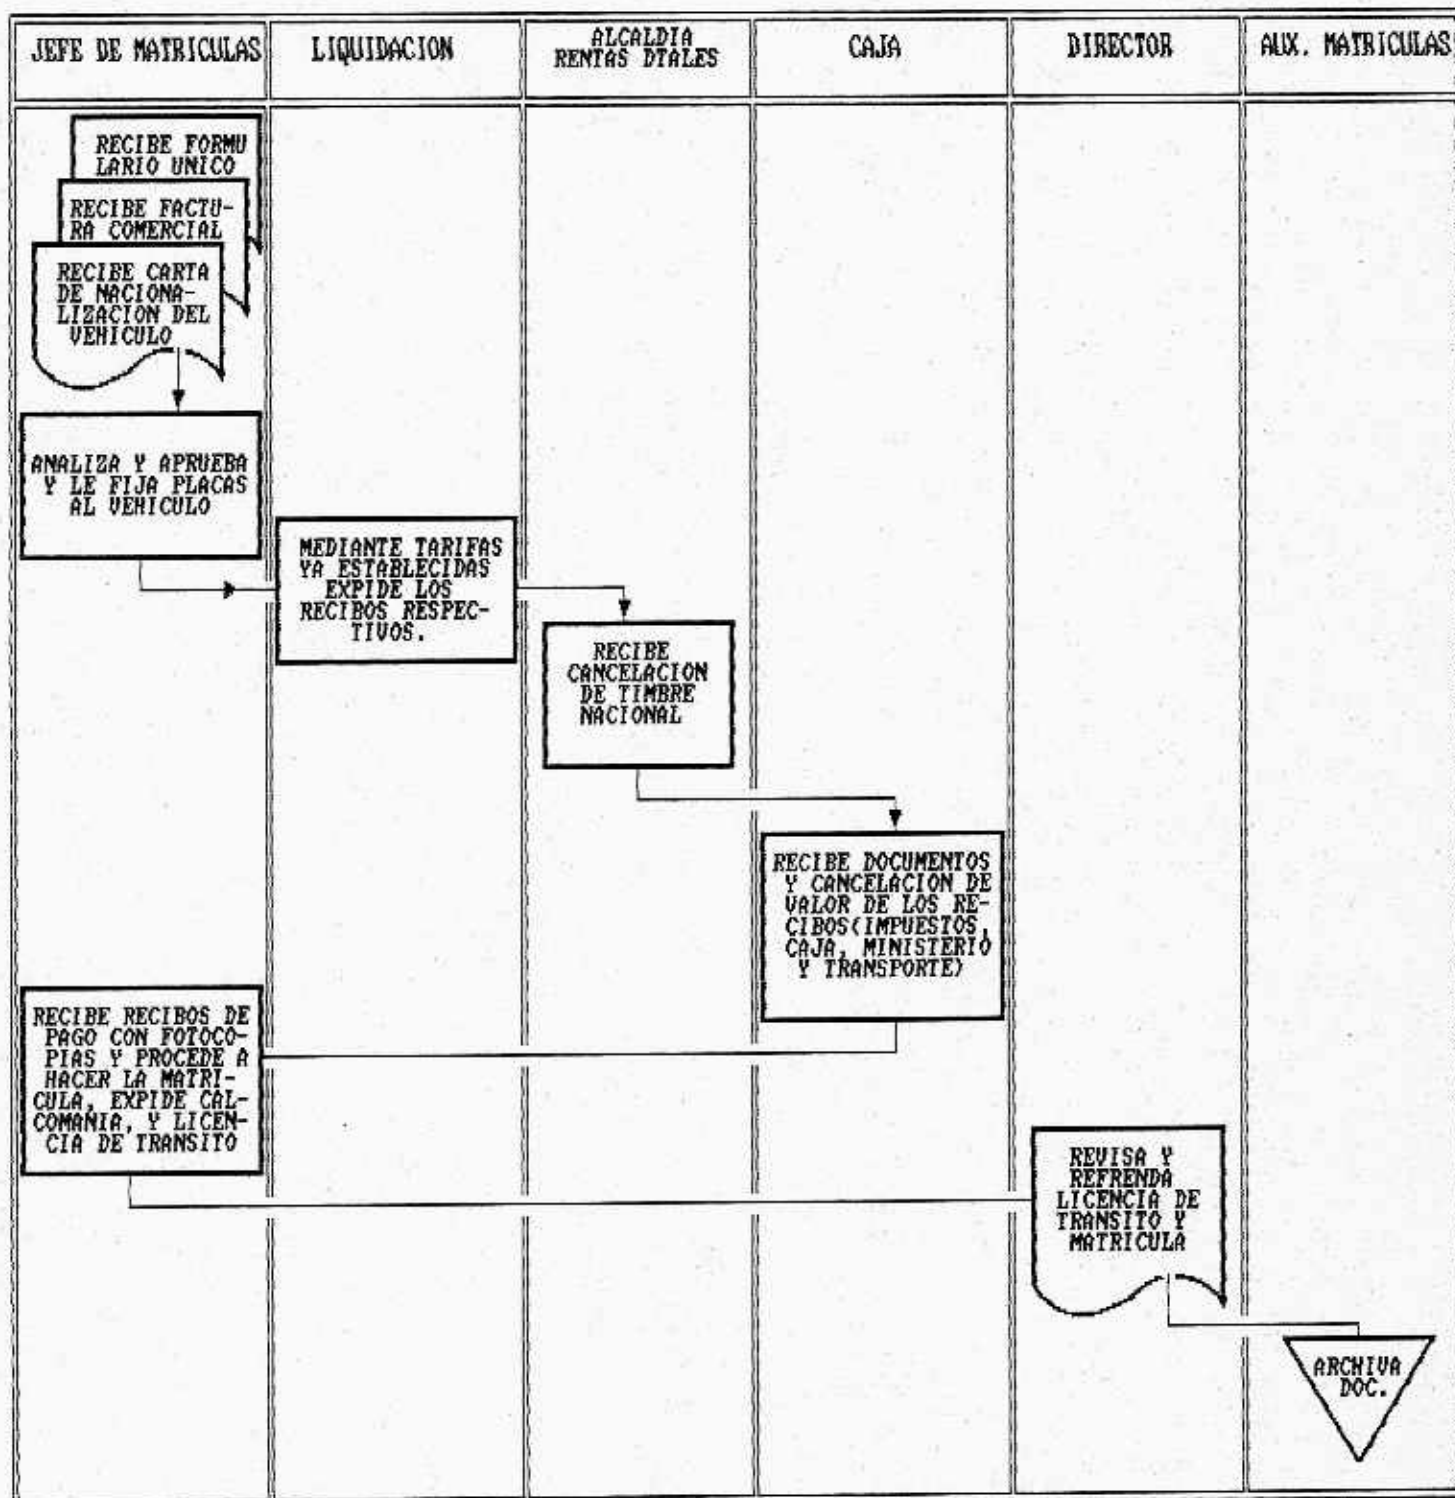 JEFE DE MATRICULAS
LIQUIDACION
ALCALDIA
RENTAS DTALES
CAJA
DIRECTOR
AUX. MATRICULAS
RECIBE FORMU
LARIO UNICO
RECIBE FACTU-
RA COMERCIAL
RECIBE CARTA
DE NACIONA-
LIZACION DEL
VEHICULO
ANALIZA Y APRUEBA
Y LE FIJA PLACAS
AL VEHICULO
MEDIANTE TARIFAS
YA ESTABLECIDAS
EXPIDE LOS
RECIBOS RESPEC-
TIVOS.
RECIBE
CANCELACION
DE TIMBRE
NACIONAL
RECIBE DOCUMENTOS
Y CANCELACION DE
VALOR DE LOS RE-
CIBOS(IMPUESTOS,
CAJA, MINISTERIO
Y TRANSPORTE)
RECIBE RECIBOS DE
PAGO CON FOTOCO-
PIAS Y PROCEDE A
HACER LA MATRI-
CULA, EXPIDE CAL-
COMANIA, Y LICEN-
CIA DE TRANSITO
REVISA Y
REFRENDA
LICENCIA DE
TRANSITO Y
MATRICULA
ARCHIVA
DOC.